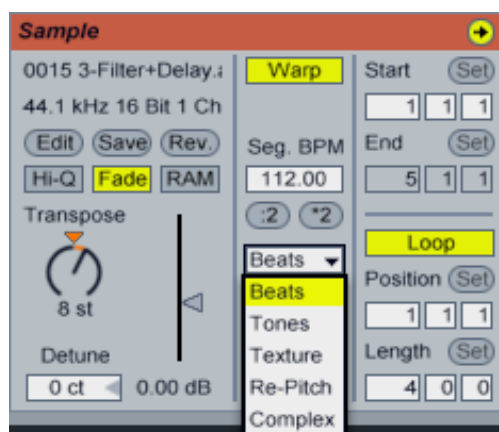 Sample
0015 3-Filter+Delay.a
44.1 kHz 16 Bit 1 Ch
Edit Save Rev.
Hi-Q Fade RAM
Transpose
8 st
Detune
0 ct 0.00 dB
Warp
Seg. BPM
112.00
:2 *2
Beats
Beats
Tones
Texture
Re-Pitch
Complex
Start Set
1 1 1
End Set
5 1 1
Loop
Position Set
1 1 1
Length Set
4 0 0